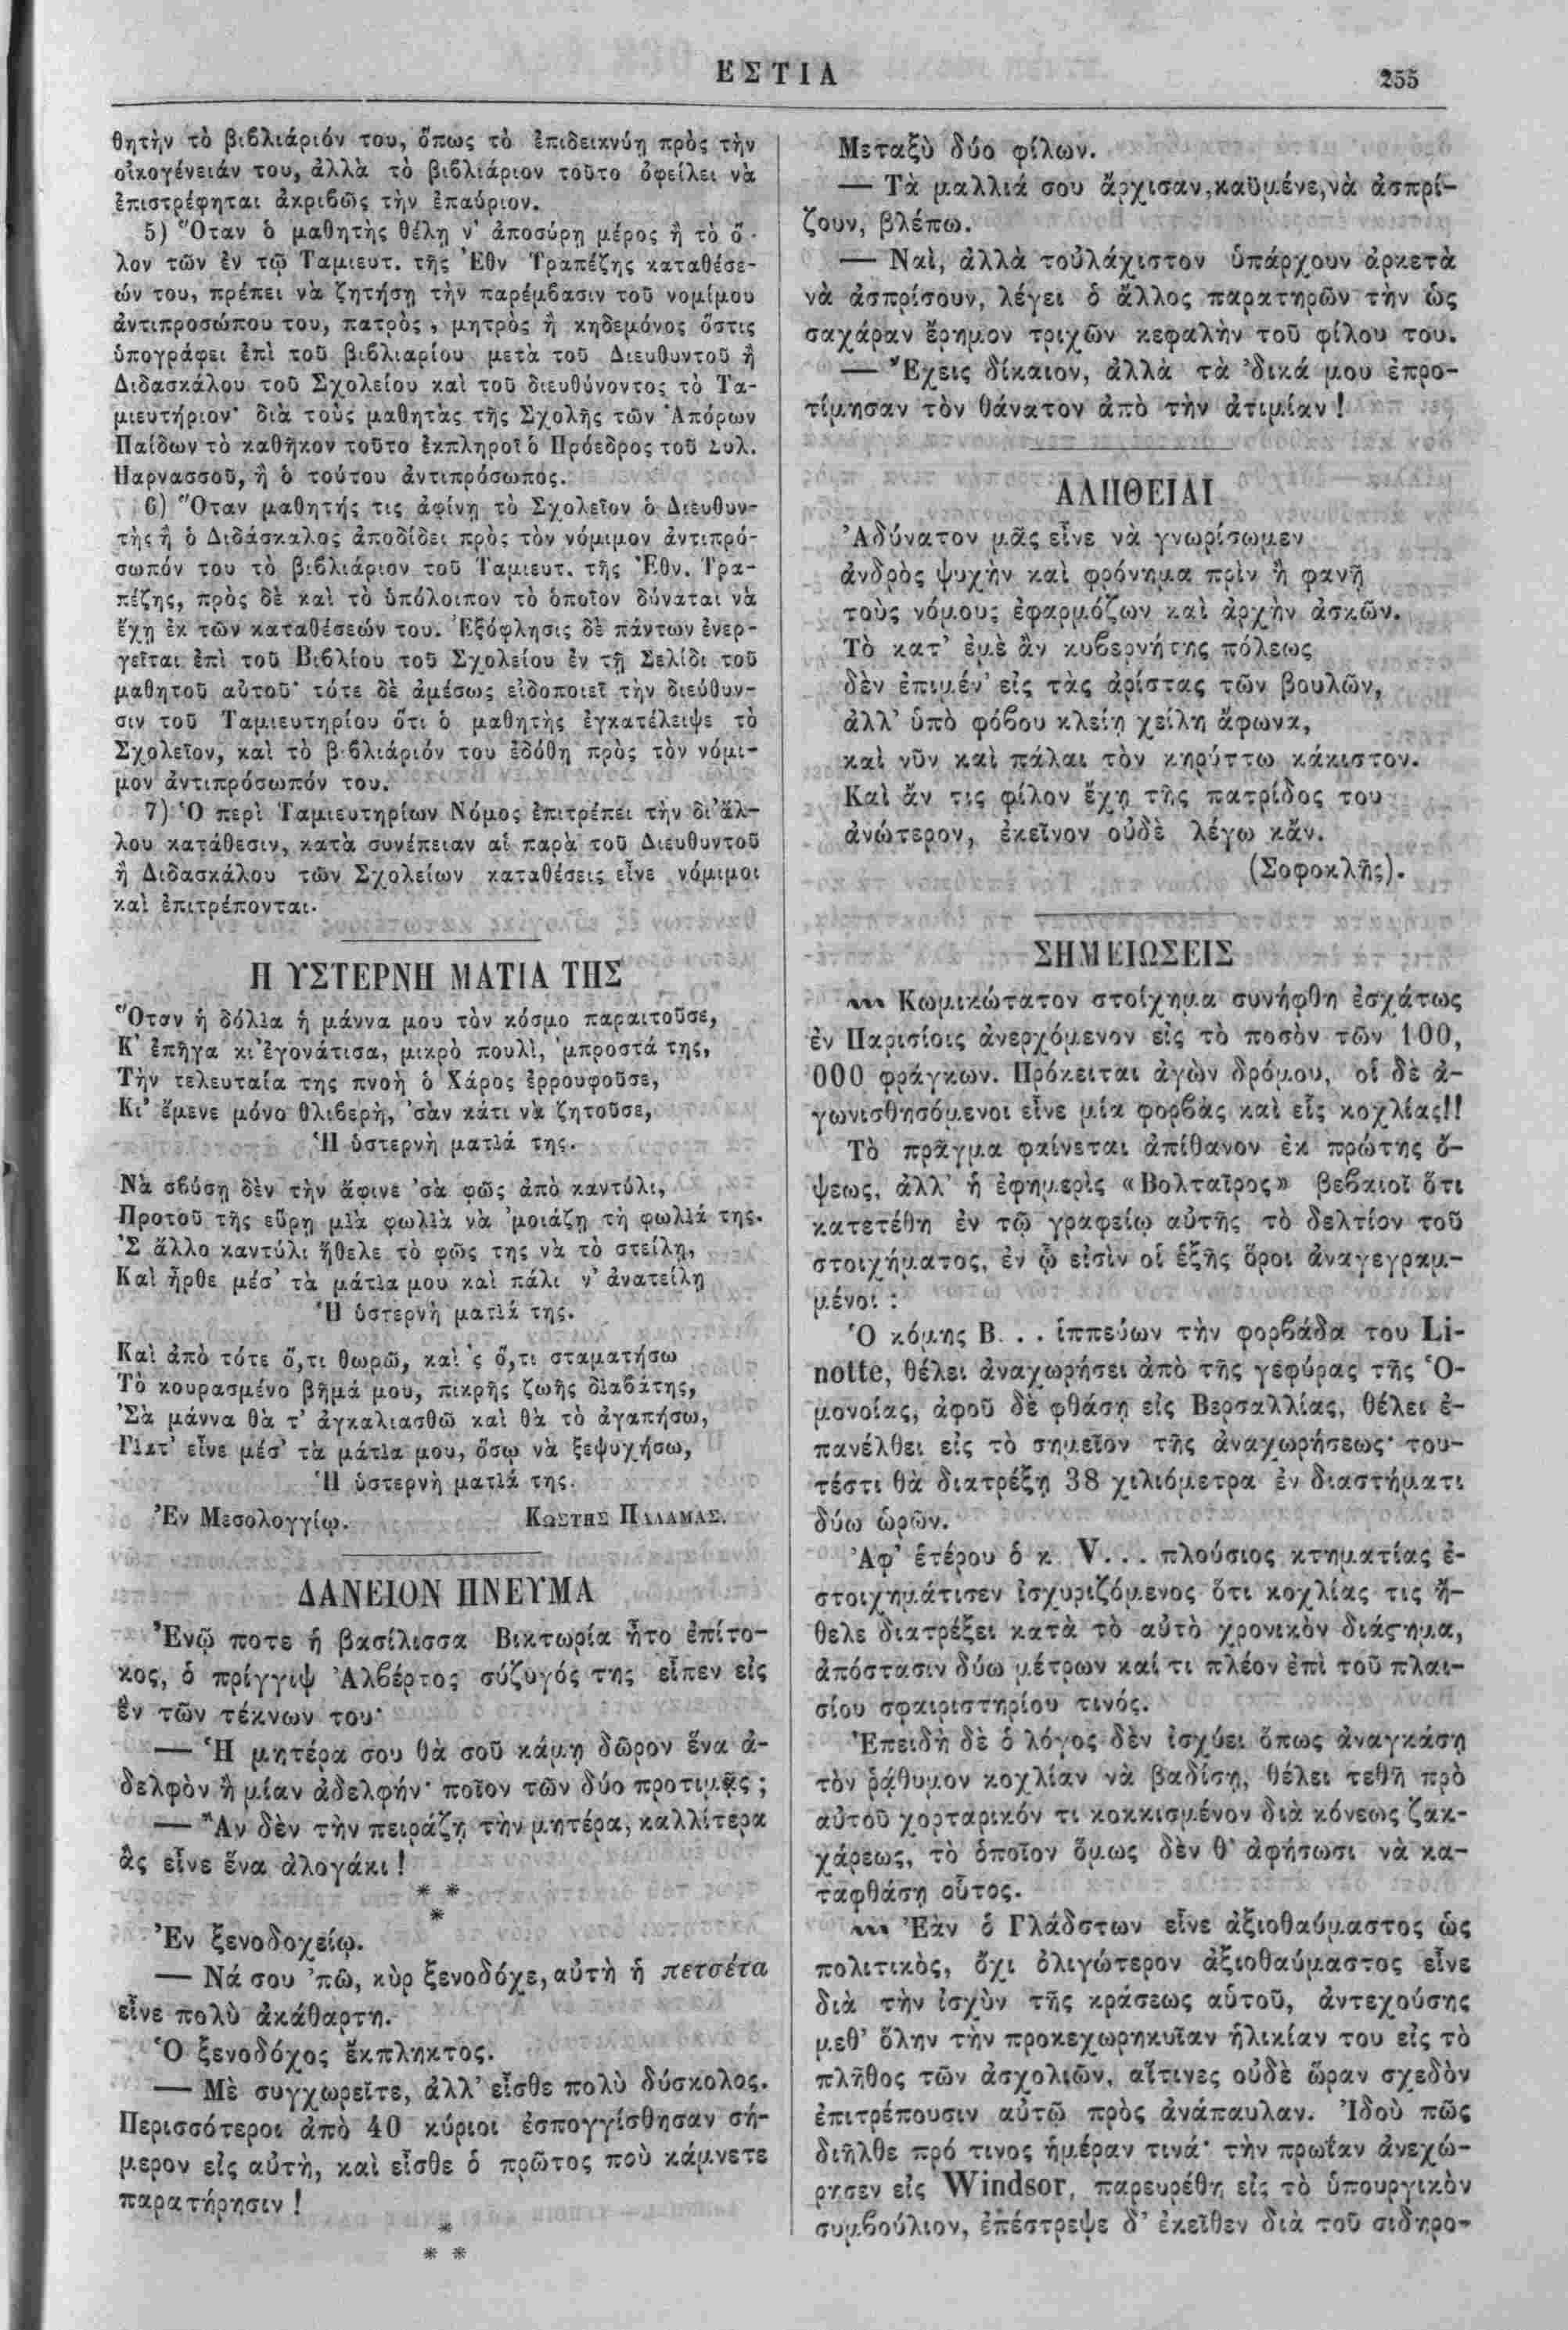 ΕΣΤΙΑ
255
θητὴν τὸ βιβλιάριόν του, ὅπως τὸ ἐπιδεικνύῃ πρὸς τὴν
οἰκογένειάν του, ἀλλὰ τὸ βιβλιάριον τοῦτο ὀφείλει νὰ
ἐπιστρέφηται ἀκριβῶς τὴν ἐπαύριον.
5) Ὅταν ὁ μαθητὴς θέλῃ ν' ἀποσύρῃ μέρος ἢ τὸ ὅ-
λον τῶν ἐν τῷ Ταμιευτ. τῆς Ἐθν Τραπέζης καταθέσε-
ών του, πρέπει νὰ ζητήσῃ τὴν παρέμβασιν τοῦ νομίμου
ἀντιπροσώπου του, πατρὸς, μητρὸς ἢ κηδεμόνος ὅστις
ὑπογράφει ἐπὶ τοῦ βιβλιαρίου μετὰ τοῦ Διευθυντοῦ ἢ
Διδασκάλου τοῦ Σχολείου καὶ τοῦ διευθύνοντος τὸ Τα-
μιευτήριον· διὰ τοὺς μαθητὰς τῆς Σχολῆς τῶν Ἀπόρων
Παίδων τὸ καθῆκον τοῦτο ἐκπληροῖ ὁ Πρόεδρος τοῦ Συλ.
Παρνασσοῦ, ἢ ὁ τούτου ἀντιπρόσωπος.
6) Ὅταν μαθητής τις ἀφίνῃ τὸ Σχολεῖον ὁ Διευθυν-
τὴς ἢ ὁ Διδάσκαλος ἀποδίδει πρὸς τὸν νόμιμον ἀντιπρό-
σωπόν του τὸ βιβλιάριον τοῦ Ταμιευτ. τῆς Ἐθν. Τρα-
πέζης, πρὸς δὲ καὶ τὸ ὑπόλοιπον τὸ ὁποῖον δύναται νὰ
ἔχῃ ἐκ τῶν καταθέσεών του. Ἐξόφλησις δὲ πάντων ἐνερ-
γεῖται ἐπὶ τοῦ Βιβλίου τοῦ Σχολείου ἐν τῇ Σελίδι τοῦ
μαθητοῦ αὐτοῦ· τότε δὲ ἀμέσως εἰδοποιεῖ τὴν διεύθυν-
σιν τοῦ Ταμιευτηρίου ὅτι ὁ μαθητὴς ἐγκατέλειψε τὸ
Σχολεῖον, καὶ τὸ βιβλιάριόν του ἐδόθη πρὸς τὸν νόμι-
μον ἀντιπρόσωπόν του.
7) Ὁ περὶ Ταμιευτηρίων Νόμος ἐπιτρέπει τὴν δι' ἄλ-
λου κατάθεσιν, κατὰ συνέπειαν αἱ παρὰ τοῦ Διευθυντοῦ
ἢ Διδασκάλου τῶν Σχολείων καταθέσεις εἶνε νόμιμοι
καὶ ἐπιτρέπονται.
Η ΥΣΤΕΡΝΗ ΜΑΤΙΑ ΤΗΣ
Ὅταν ἡ δόλια ἡ μάννα μου τὸν κόσμο παραιτοῦσε,
Κ' ἐπῆγα κι' ἐγονάτισα, μικρὸ πουλὶ, 'μπροστά της,
Τὴν τελευταία της πνοὴ ὁ Χάρος ἐρρουφοῦσε,
Κι' ἔμενε μόνο θλιβερὴ, 'σὰν κάτι νὰ ζητοῦσε,
Ἡ ὑστερνὴ ματιά της.
Νὰ σβύσῃ δὲν τὴν ἄφινε 'σὰ φῶς ἀπὸ καντύλι,
Προτοῦ τῆς εὕρῃ μιὰ φωλιὰ νὰ 'μοιάζῃ τὴ φωλιά της.
Σ ἄλλο καντύλι ἤθελε τὸ φῶς της νὰ τὸ στείλῃ,
Καὶ ἦρθε μέσ' τὰ μάτια μου καὶ πάλι ν' ἀνατείλῃ
Ἡ ὑστερνὴ ματιά της.
Καὶ ἀπὸ τότε ὅ,τι θωρῶ, καὶ 'ς ὅ,τι σταματήσω
Τὸ κουρασμένο βῆμά μου, πικρῆς ζωῆς διαβάτης,
Σὰ μάννα θὰ τ' ἀγκαλιασθῶ καὶ θὰ τὸ ἀγαπήσω,
Γιατ' εἶνε μέσ' τὰ μάτια μου, ὅσῳ νὰ ξεψυχήσω,
Ἡ ὑστερνὴ ματιά της.
Ἐν Μεσολογγίῳ. ΚΩΣΤΗΣ ΠΑΛΑΜΑΣ.
ΔΑΝΕΙΟΝ ΠΝΕΥΜΑ
Ἐνῷ ποτε ἡ βασίλισσα Βικτωρία ἦτο ἐπίτο-
κος, ὁ πρίγγιψ Ἀλβέρτος σύζυγός της εἶπεν εἰς
ἓν τῶν τέκνων του·
— Ἡ μητέρα σου θὰ σοῦ κάμῃ δῶρον ἕνα ἀ-
δελφὸν ἢ μίαν ἀδελφήν· ποῖον τῶν δύο προτιμᾷς ;
— Ἂν δὲν τὴν πειράζῃ τὴν μητέρα, καλλίτερα
ἂς εἶνε ἕνα ἀλογάκι !
* *
*
Ἐν ξενοδοχείῳ.
— Νά σου 'πῶ, κὺρ ξενοδόχε, αὐτὴ ἡ πετσέτα
εἶνε πολὺ ἀκάθαρτη.
Ὁ ξενοδόχος ἔκπληκτος.
— Μὲ συγχωρεῖτε, ἀλλ' εἶσθε πολὺ δύσκολος.
Περισσότεροι ἀπὸ 40 κύριοι ἐσπογγίσθησαν σή-
μερον εἰς αὐτὴ, καὶ εἶσθε ὁ πρῶτος ποὺ κάμνετε
παρατήρησιν !
*
* *
Μεταξὺ δύο φίλων.
— Τὰ μαλλιά σου ἄρχισαν, καϋμένε, νὰ ἀσπρί-
ζουν, βλέπω.
— Ναὶ, ἀλλὰ τοὐλάχιστον ὑπάρχουν ἀρκετὰ
νὰ ἀσπρίσουν, λέγει ὁ ἄλλος παρατηρῶν τὴν ὡς
σαχάραν ἔρημον τριχῶν κεφαλὴν τοῦ φίλου του.
— Ἔχεις δίκαιον, ἀλλὰ τὰ 'δικά μου ἐπρο-
τίμησαν τὸν θάνατον ἀπὸ τὴν ἀτιμίαν !
ΑΛΗΘΕΙΑΙ
Ἀδύνατον μᾶς εἶνε νὰ γνωρίσωμεν
ἀνδρὸς ψυχὴν καὶ φρόνημα πρὶν ἢ φανῇ
τοὺς νόμους ἐφαρμόζων καὶ ἀρχὴν ἀσκῶν.
Τὸ κατ' ἐμὲ ἂν κυβερνήτης πόλεως
δὲν ἐπιμέν' εἰς τὰς ἀρίστας τῶν βουλῶν,
ἀλλ' ὑπὸ φόβου κλείῃ χείλη ἄφωνα,
καὶ νῦν καὶ πάλαι τὸν κηρύττω κάκιστον.
Καὶ ἄν τις φίλον ἔχῃ τῆς πατρίδος του
ἀνώτερον, ἐκεῖνον οὐδὲ λέγω κἄν.
(Σοφοκλῆς).
ΣΗΜΕΙΩΣΕΙΣ
Κωμικώτατον στοίχημα συνήφθη ἐσχάτως
ἐν Παρισίοις ἀνερχόμενον εἰς τὸ ποσὸν τῶν 100,
000 φράγκων. Πρόκειται ἀγὼν δρόμου, οἱ δὲ ἀ-
γωνισθησόμενοι εἶνε μία φορβὰς καὶ εἷς κοχλίας!!
Τὸ πρᾶγμα φαίνεται ἀπίθανον ἐκ πρώτης ὄ-
ψεως, ἀλλ' ἡ ἐφημερὶς «Βολταῖρος» βεβαιοῖ ὅτι
κατετέθη ἐν τῷ γραφείῳ αὐτῆς τὸ δελτίον τοῦ
στοιχήματος, ἐν ᾧ εἰσὶν οἱ ἑξῆς ὅροι ἀναγεγραμ-
μένοι :
Ὁ κόμης Β. . . ἱππεύων τὴν φορβάδα του Li-
notte, θέλει ἀναχωρήσει ἀπὸ τῆς γεφύρας τῆς Ὁ-
μονοίας, ἀφοῦ δὲ φθάσῃ εἰς Βερσαλλίας, θέλει ἐ-
πανέλθει εἰς τὸ σημεῖον τῆς ἀναχωρήσεως· του-
τέστι θὰ διατρέξῃ 38 χιλιόμετρα ἐν διαστήματι
δύω ὡρῶν.
Ἀφ' ἑτέρου ὁ κ. V. . . πλούσιος κτηματίας ἐ-
στοιχημάτισεν ἰσχυριζόμενος ὅτι κοχλίας τις ἤ-
θελε διατρέξει κατὰ τὸ αὐτὸ χρονικὸν διάστημα,
ἀπόστασιν δύω μέτρων καί τι πλέον ἐπὶ τοῦ πλαι-
σίου σφαιριστηρίου τινός.
Ἐπειδὴ δὲ ὁ λόγος δὲν ἰσχύει ὅπως ἀναγκάσῃ
τὸν ῥᾴθυμον κοχλίαν νὰ βαδίσῃ, θέλει τεθῆ πρὸ
αὐτοῦ χορταρικόν τι κοκκισμένον διὰ κόνεως ζακ-
χάρεως, τὸ ὁποῖον ὅμως δὲν θ' ἀφήσωσι νὰ κα-
ταφθάσῃ οὗτος.
Ἐὰν ὁ Γλάδστων εἶνε ἀξιοθαύμαστος ὡς
πολιτικὸς, ὄχι ὀλιγώτερον ἀξιοθαύμαστος εἶνε
διὰ τὴν ἰσχὺν τῆς κράσεως αὑτοῦ, ἀντεχούσης
μεθ' ὅλην τὴν προκεχωρηκυῖαν ἡλικίαν του εἰς τὸ
πλῆθος τῶν ἀσχολιῶν, αἵτινες οὐδὲ ὥραν σχεδὸν
ἐπιτρέπουσιν αὐτῷ πρὸς ἀνάπαυλαν. Ἰδοὺ πῶς
διῆλθε πρό τινος ἡμέραν τινά· τὴν πρωΐαν ἀνεχώ-
ρησεν εἰς Windsor, παρευρέθη εἰς τὸ ὑπουργικὸν
συμβούλιον, ἐπέστρεψε δ' ἐκεῖθεν διὰ τοῦ σιδηρο-